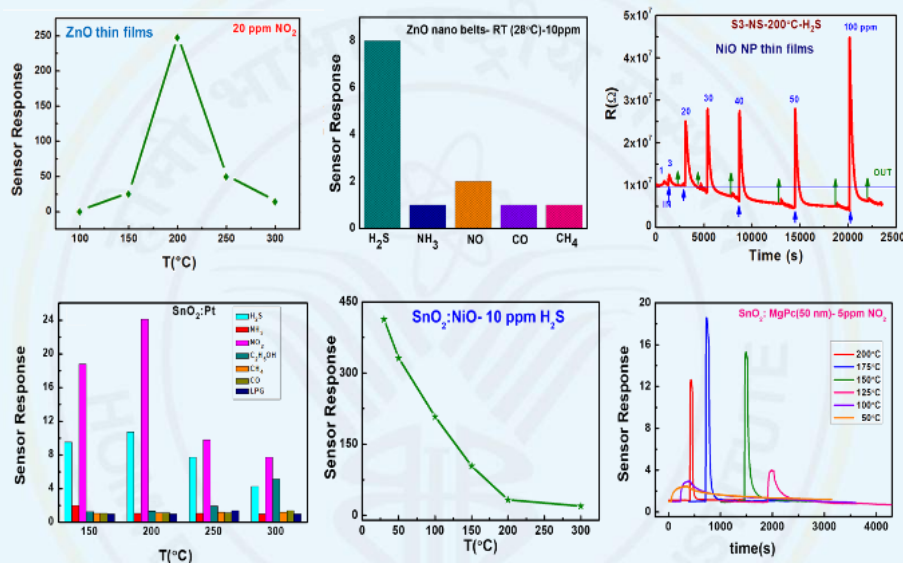 ZnO thin films
20 ppm NO₂
Sensor Response
250
200
150
100
50
0
100 150 200 250 300
T(°C)
ZnO nano belts- RT (28°C)-10ppm
Sensor Response
8
6
4
2
0
H₂S NH₃ NO CO CH₄
S3-NS-200°C-H₂S
NiO NP thin films
100 ppm
R(Ω)
5x10⁷
4x10⁷
3x10⁷
2x10⁷
1x10⁷
0
1 3 20 30 40 50
OUT
0 5000 10000 15000 20000 2500
Time (s)
SnO₂:Pt
Sensor Response
28
24
20
16
12
8
4
0
H₂S
NH₃
NO₂
C₂H₅OH
CH₄
CO
LPG
150 200 250 300
T(°C)
SnO₂:NiO- 10 ppm H₂S
Sensor Response
450
300
150
0
0 50 100 150 200 250 300
T(°C)
SnO₂: MgPc(50 nm)- 5ppm NO₂
Sensor Response
20
16
12
8
4
0
200°C
175°C
150°C
125°C
100°C
50°C
0 1000 2000 3000 4000
time(s)